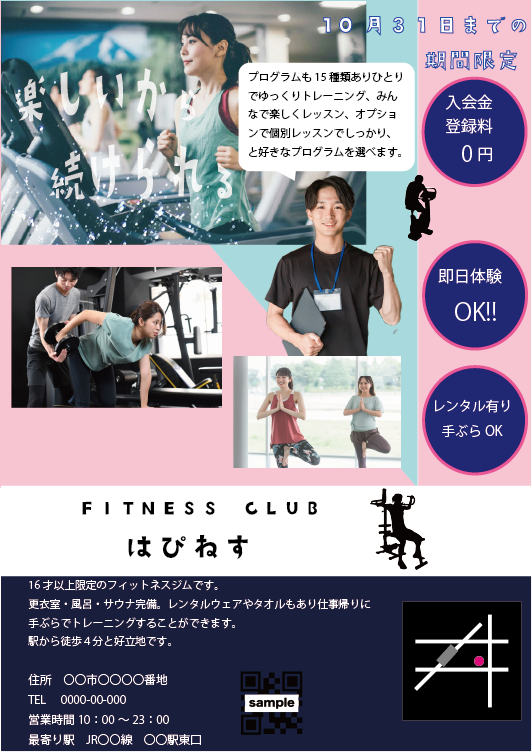 10月31日までの
期間限定
楽しいから
続けられる
プログラムも15種類ありひとり
でゆっくりトレーニング、みん
なで楽しくレッスン、オプショ
ンで個別レッスンでしっかり、
と好きなプログラムを選べます。
入会金
登録料
0円
即日体験
OK!!
レンタル有り
手ぶらOK
FITNESS CLUB
はぴねす
16才以上限定のフィットネスジムです。
更衣室・風呂・サウナ完備。レンタルウェアやタオルもあり仕事帰りに
手ぶらでトレーニングすることができます。
駅から徒歩4分と好立地です。
住所　〇〇市〇〇〇〇番地
TEL　0000-00-000
営業時間 10：00 ～ 23：00
最寄り駅　JR〇〇線　〇〇駅東口
sample